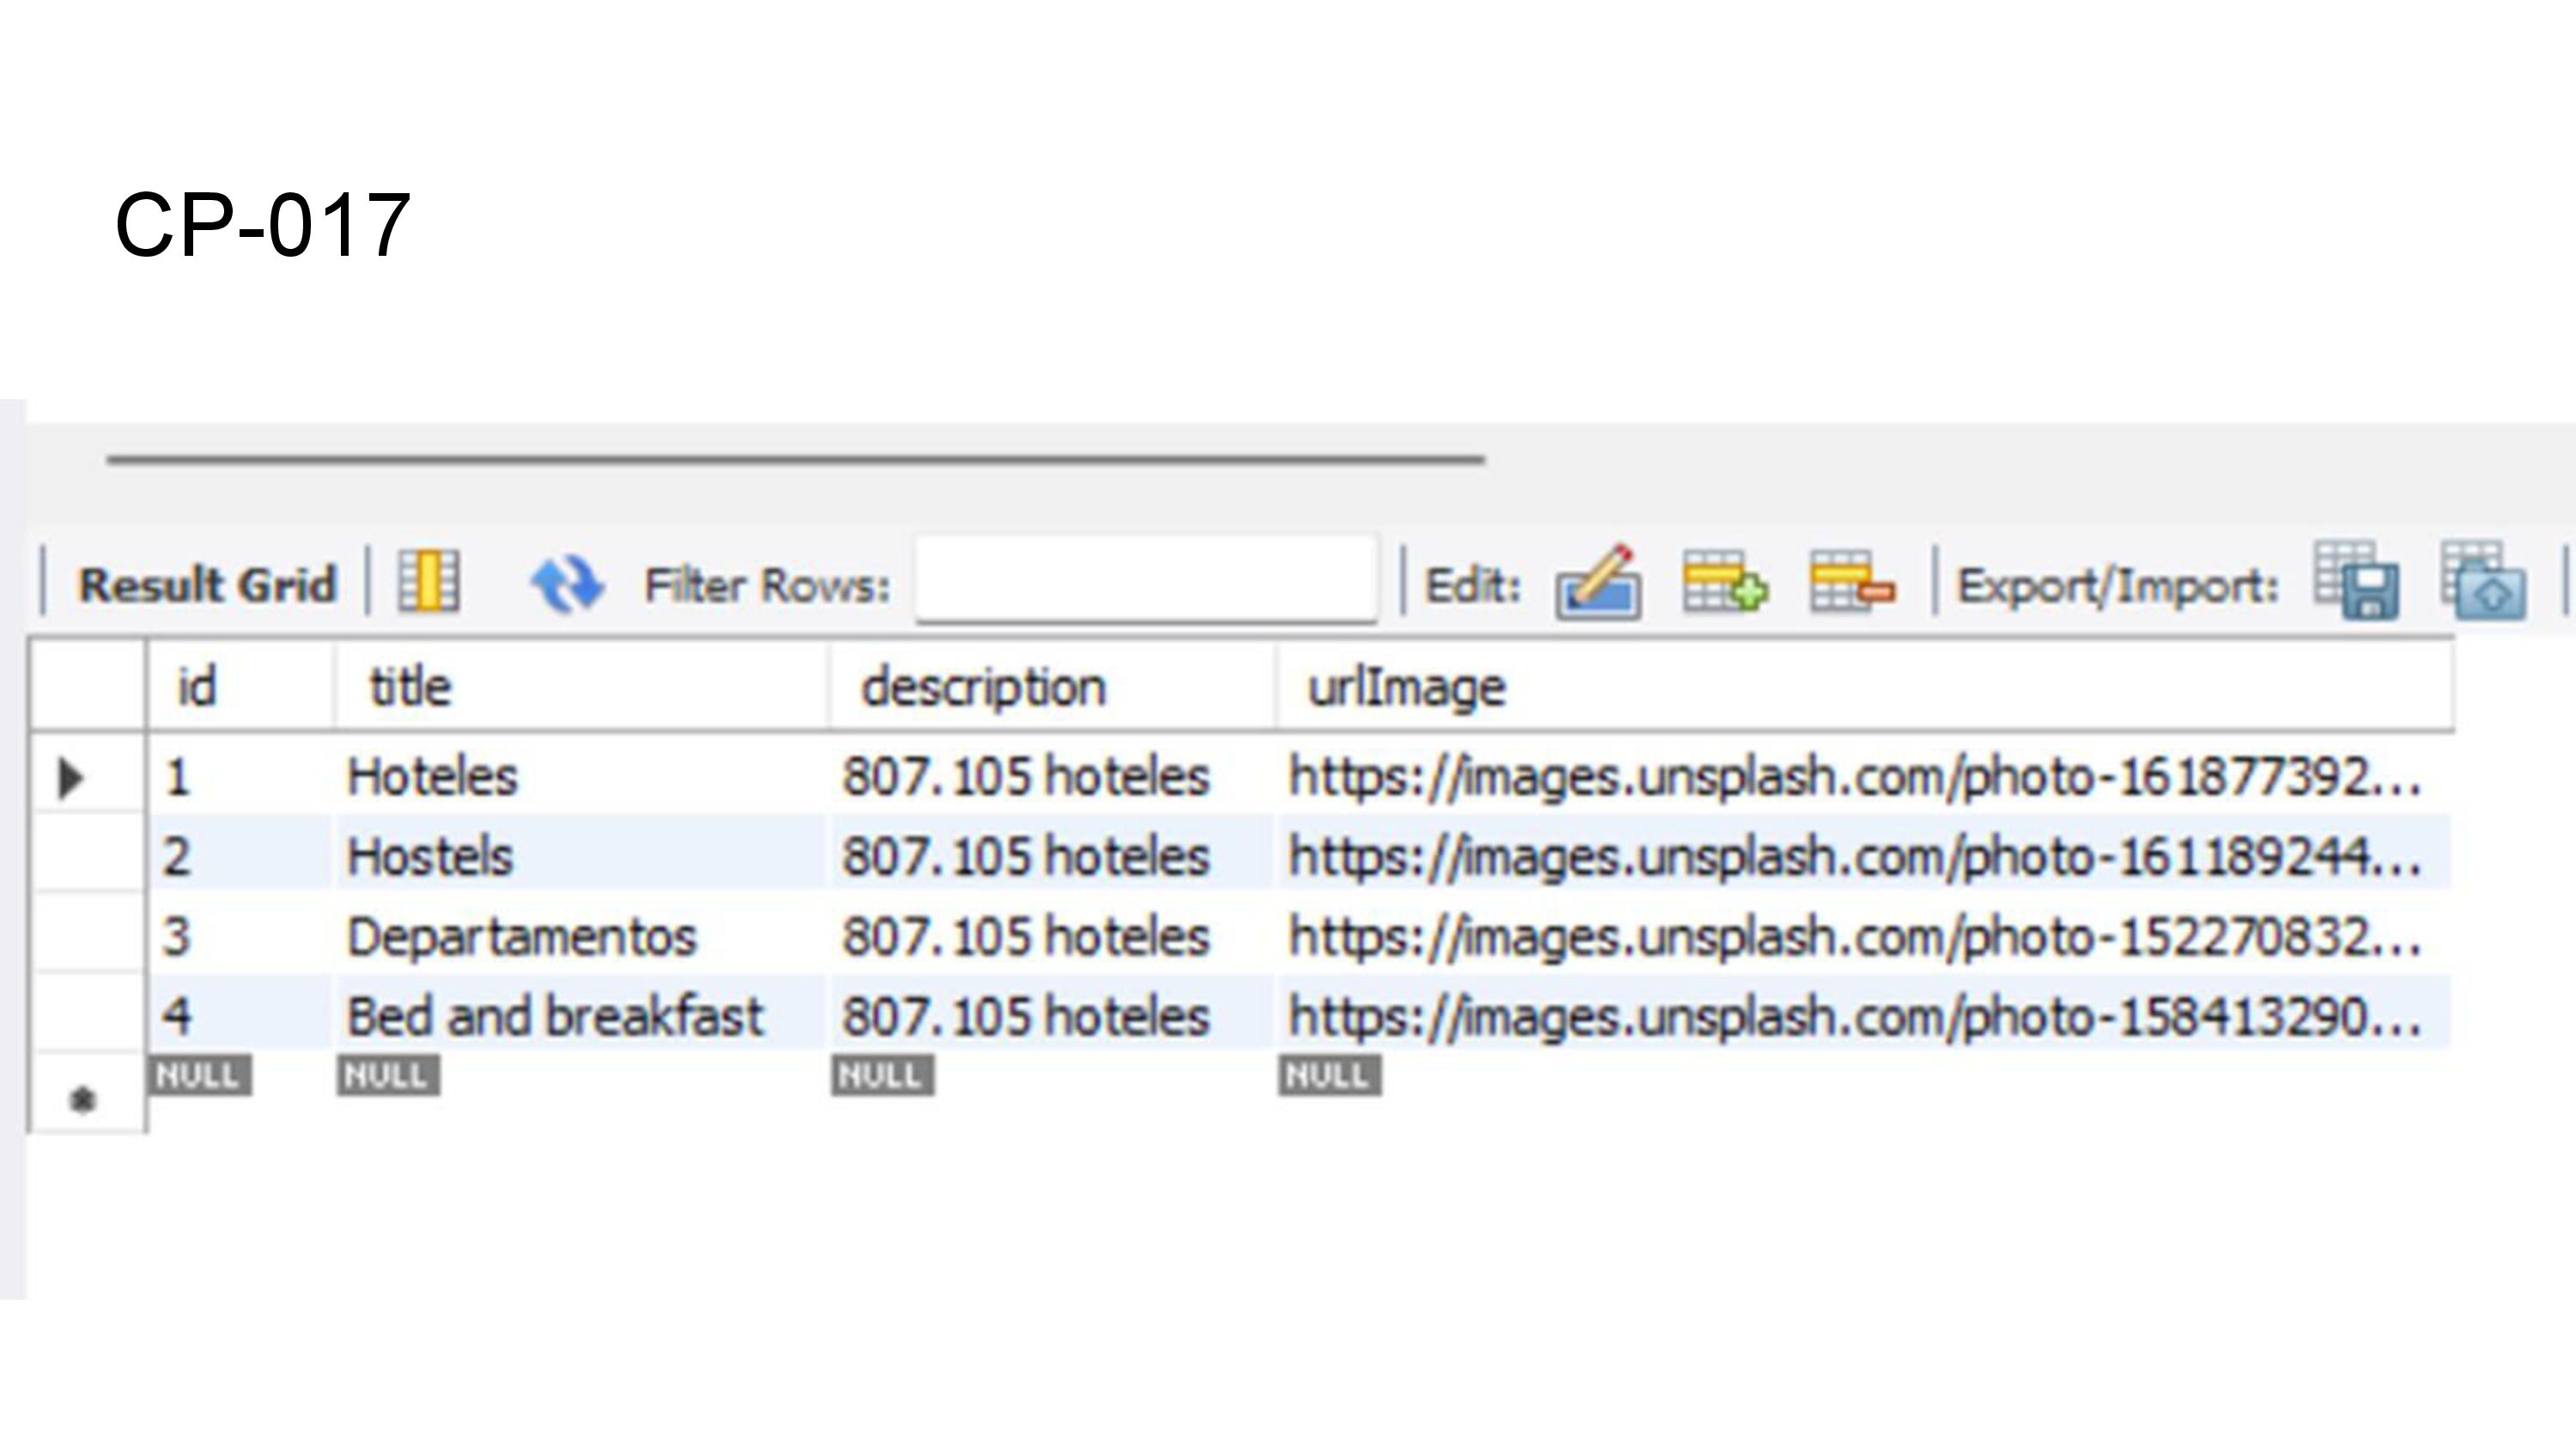 CP-017
Result Grid Filter Rows: Edit: Export/Import:
id title description urlImage
1 Hoteles 807.105 hoteles https://images.unsplash.com/photo-161877392...
2 Hostels 807.105 hoteles https://images.unsplash.com/photo-161189244...
3 Departamentos 807.105 hoteles https://images.unsplash.com/photo-152270832...
4 Bed and breakfast 807.105 hoteles https://images.unsplash.com/photo-158413290...
NULL NULL NULL NULL